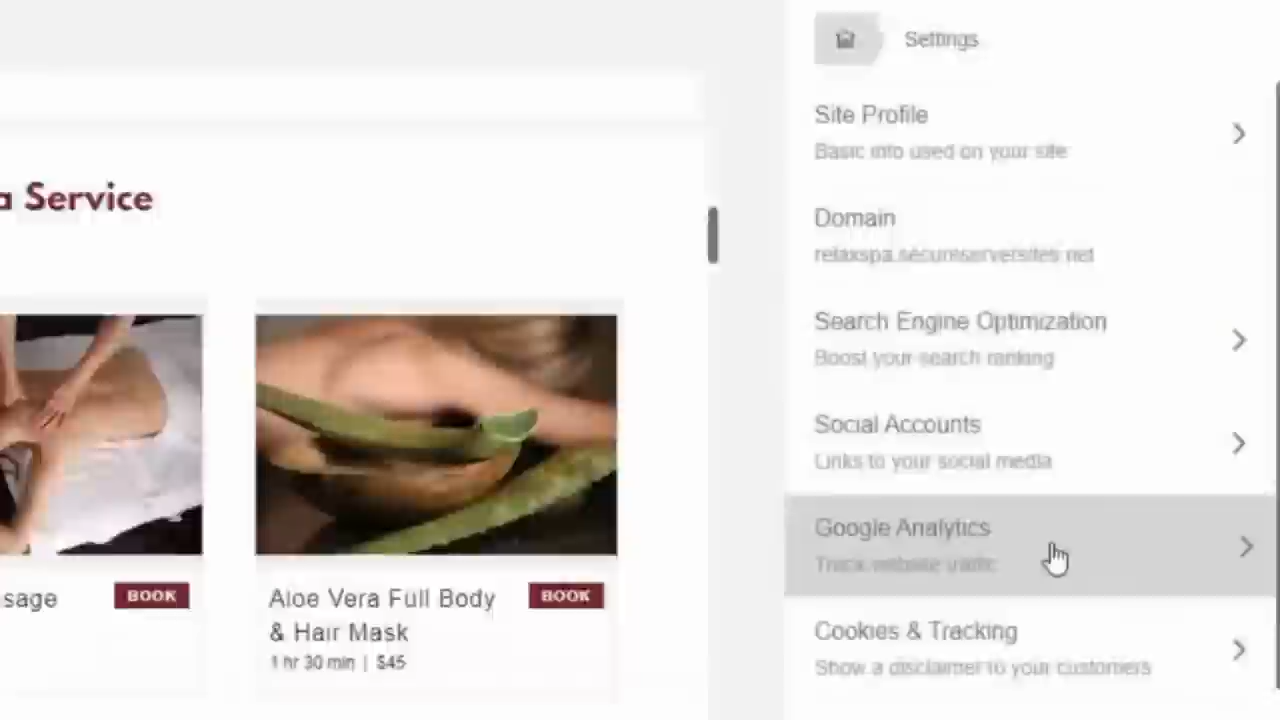 a Service
sage
BOOK
Aloe Vera Full Body
& Hair Mask
1 hr 30 min | $45
BOOK
Settings
Site Profile
Basic info used on your site
Domain
relaxspa.secureserversites.net
Search Engine Optimization
Boost your search ranking
Social Accounts
Links to your social media
Google Analytics
Track website traffic
Cookies & Tracking
Show a disclaimer to your customers